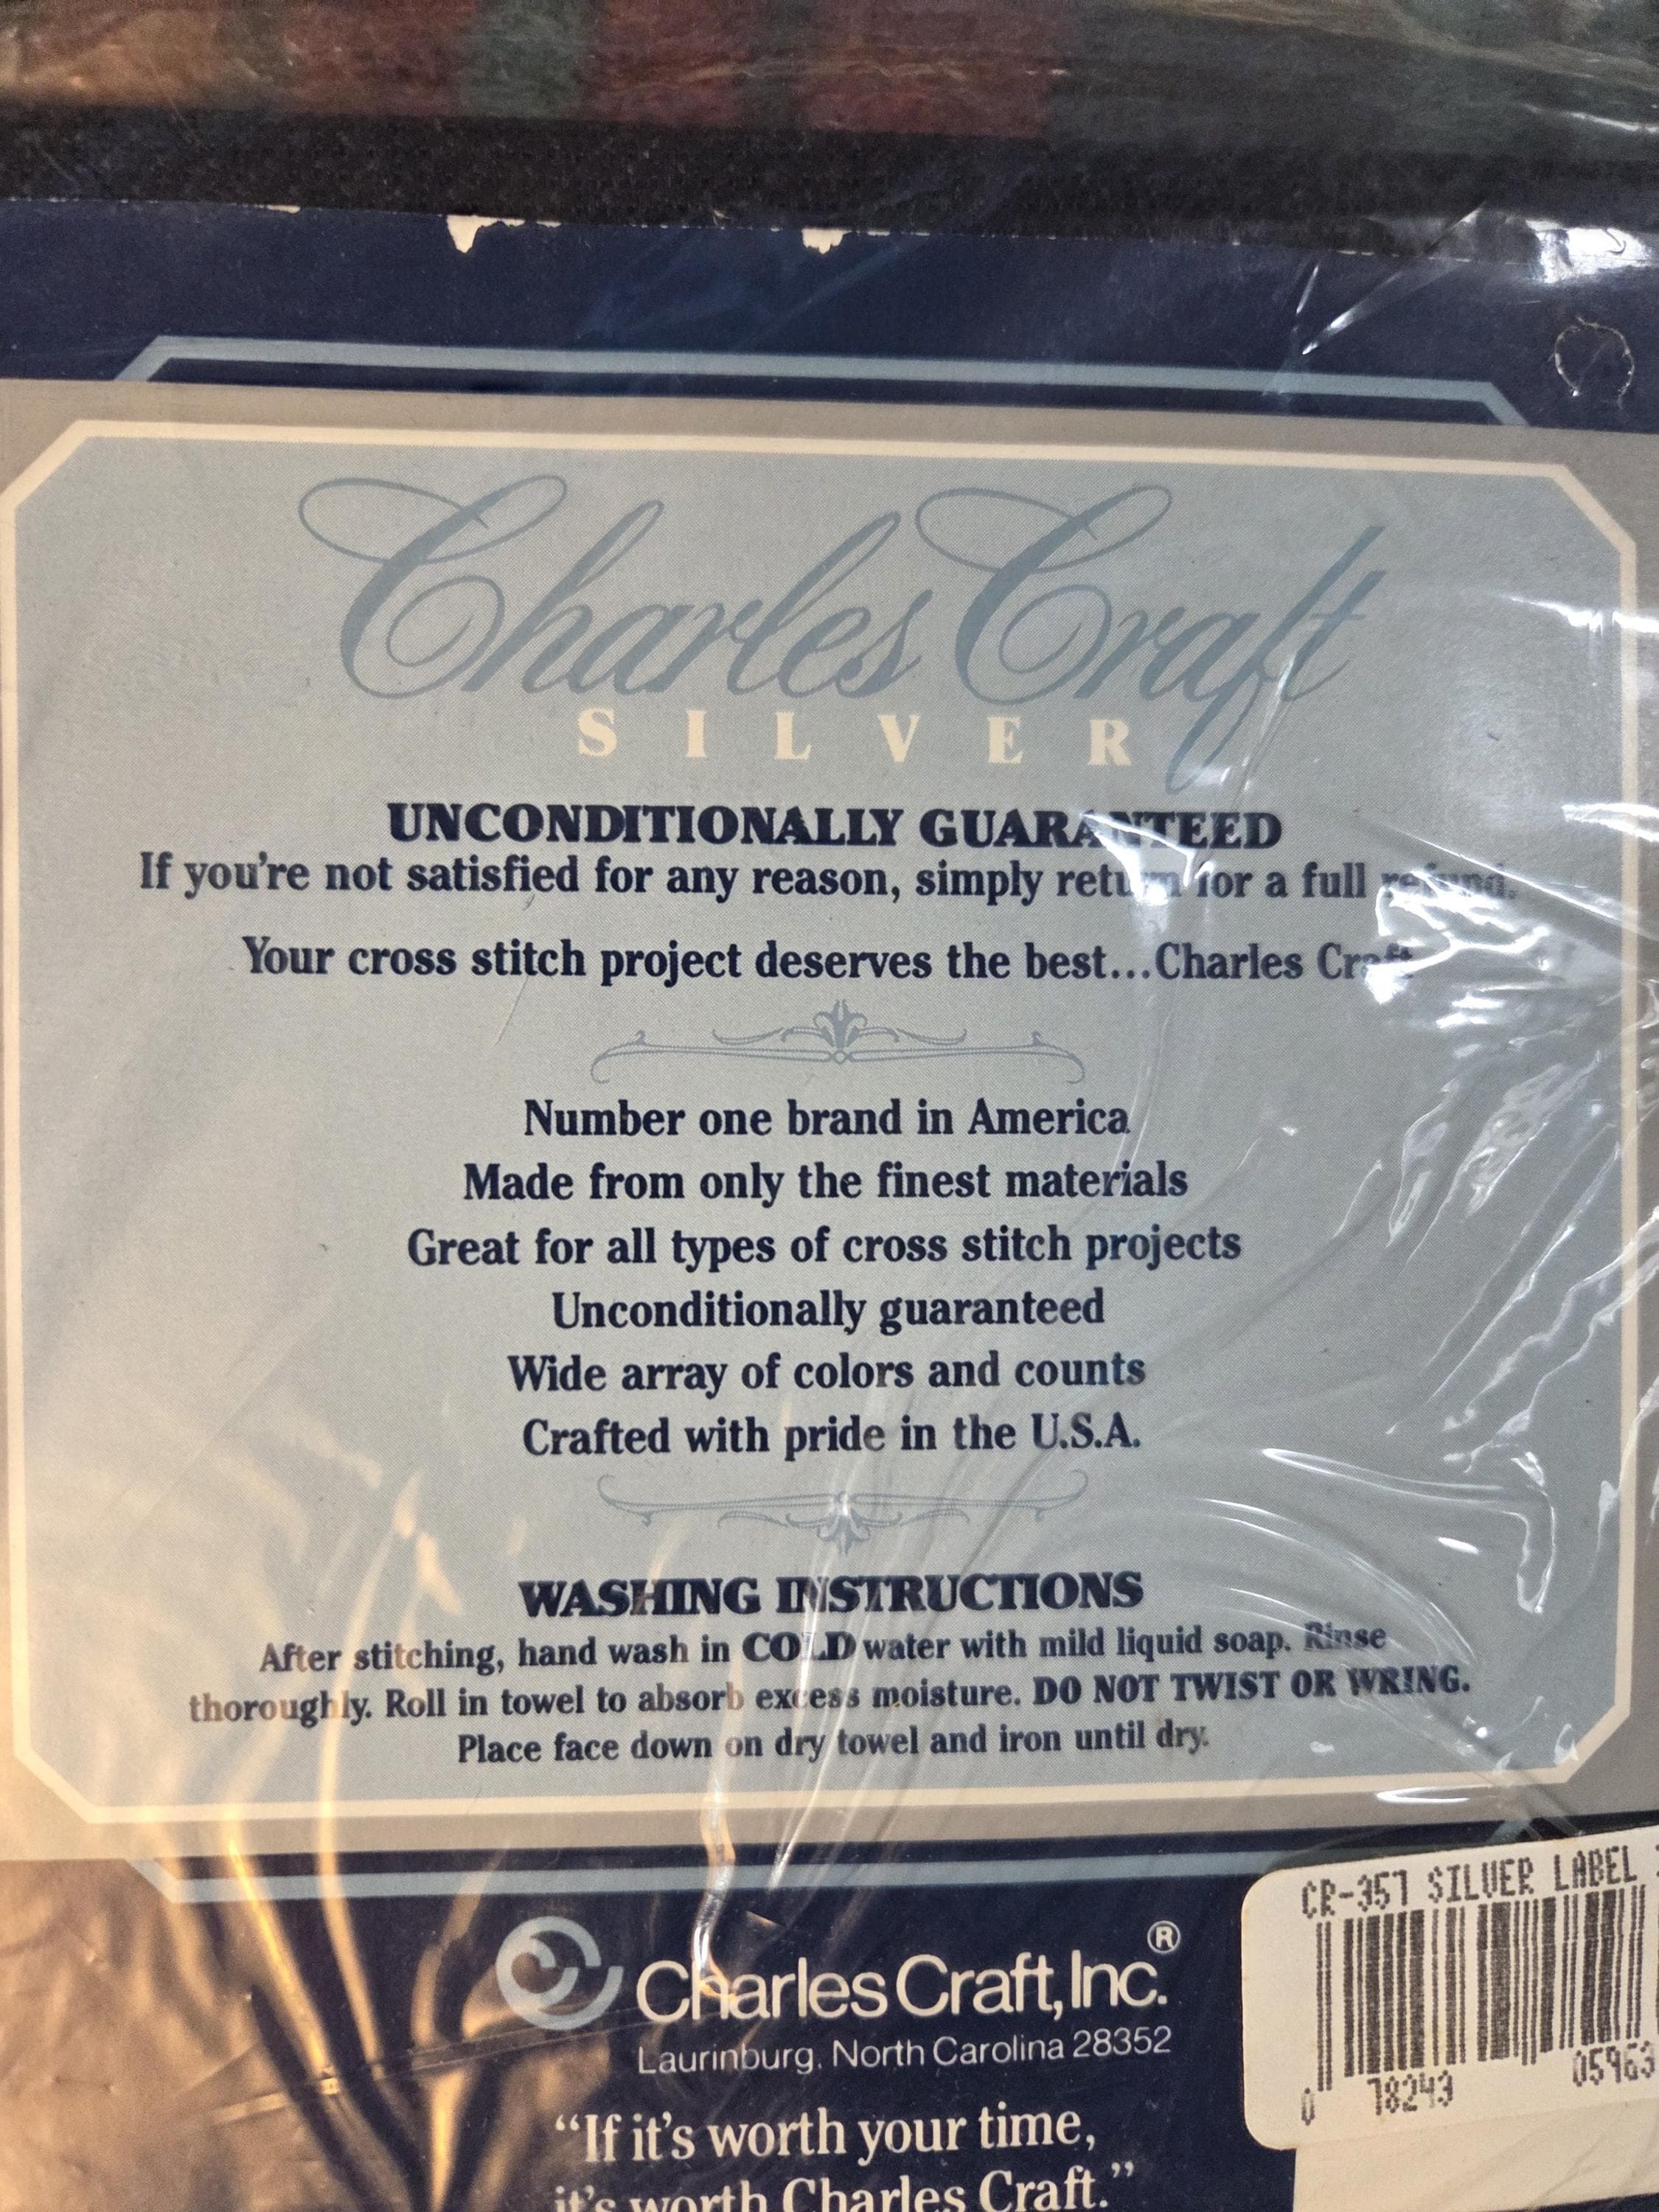 Charles Craft
SILVER
UNCONDITIONALLY GUARANTEED
If you're not satisfied for any reason, simply return for a full refund.
Your cross stitch project deserves the best...Charles Craft
Number one brand in America
Made from only the finest materials
Great for all types of cross stitch projects
Unconditionally guaranteed
Wide array of colors and counts
Crafted with pride in the U.S.A.
WASHING INSTRUCTIONS
After stitching, hand wash in COLD water with mild liquid soap. Rinse
thoroughly. Roll in towel to absorb excess moisture. DO NOT TWIST OR WRING.
Place face down on dry towel and iron until dry.
CR-357 SILVER LABEL
0 78243 05963
Charles Craft, Inc.®
Laurinburg, North Carolina 28352
“If it's worth your time,
it's worth Charles Craft.”